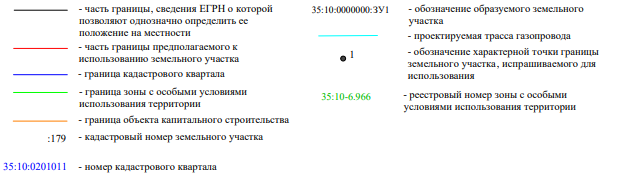 - часть границы, сведения ЕГРН о которой
позволяют однозначно определить ее
положение на местности
- часть границы предполагаемого к
использованию земельного участка
- граница кадастрового квартала
- граница зоны с особыми условиями
использования территории
- граница объекта капитального строительства
:179 - кадастровый номер земельного участка
35:10:0201011 - номер кадастрового квартала
35:10:0000000:ЗУ1 - обозначение образуемого земельного
участка
- проектируемая трасса газопровода
1 - обозначение характерной точки границы
земельного участка, испрашиваемого для
использования
35:10-6.966 - реестровый номер зоны с особыми
условиями использования территории